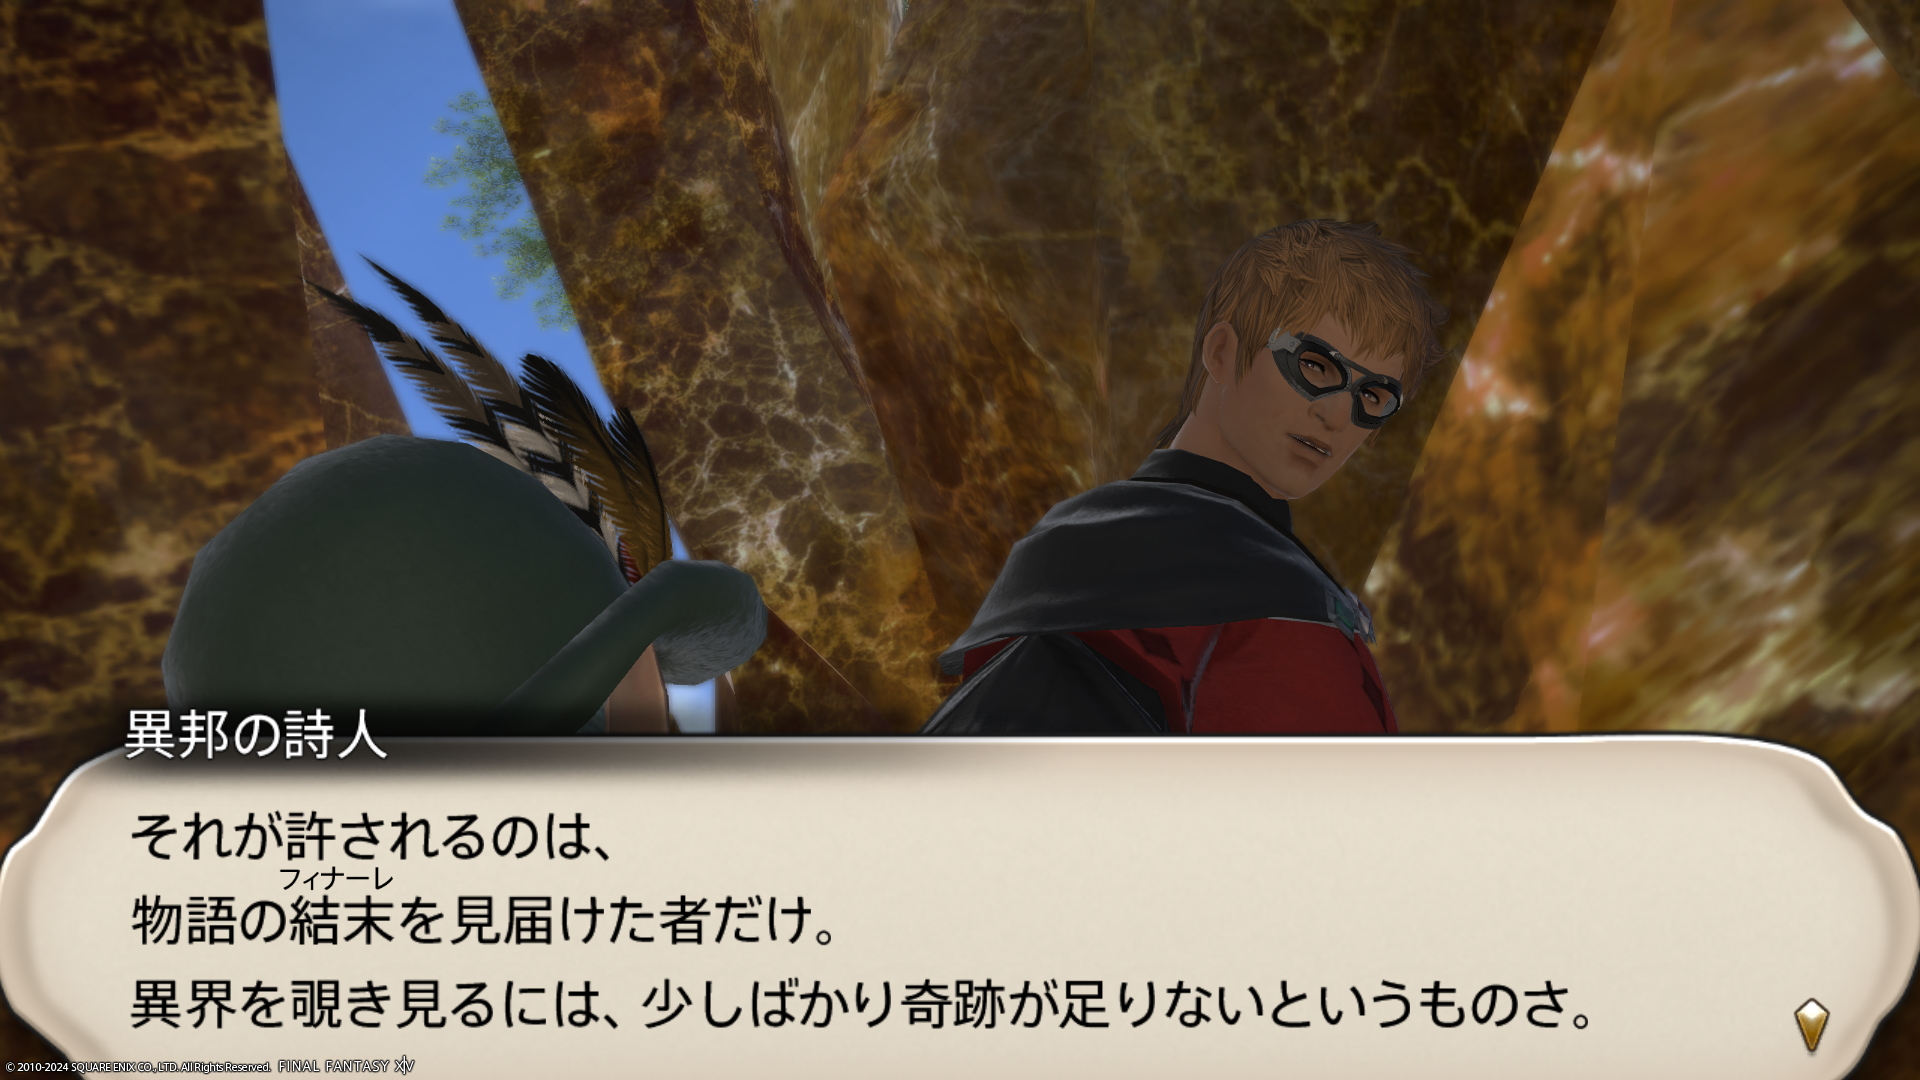 異邦の詩人
それが許されるのは、
フィナーレ
物語の結末を見届けた者だけ。
異界を覗き見るには、少しばかり奇跡が足りないというものさ。
© 2010-2024 SQUARE ENIX CO., LTD. All Rights Reserved. FINAL FANTASY XIV